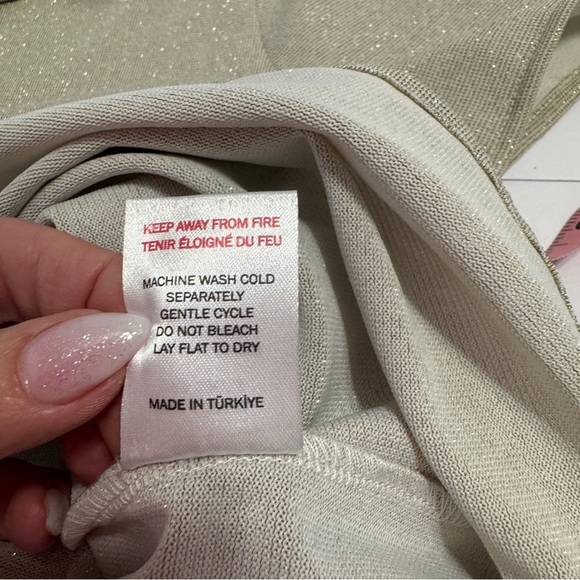 KEEP AWAY FROM FIRE
TENIR ÉLOIGNÉ DU FEU
MACHINE WASH COLD
SEPARATELY
GENTLE CYCLE
DO NOT BLEACH
LAY FLAT TO DRY
MADE IN TÜRKİYE